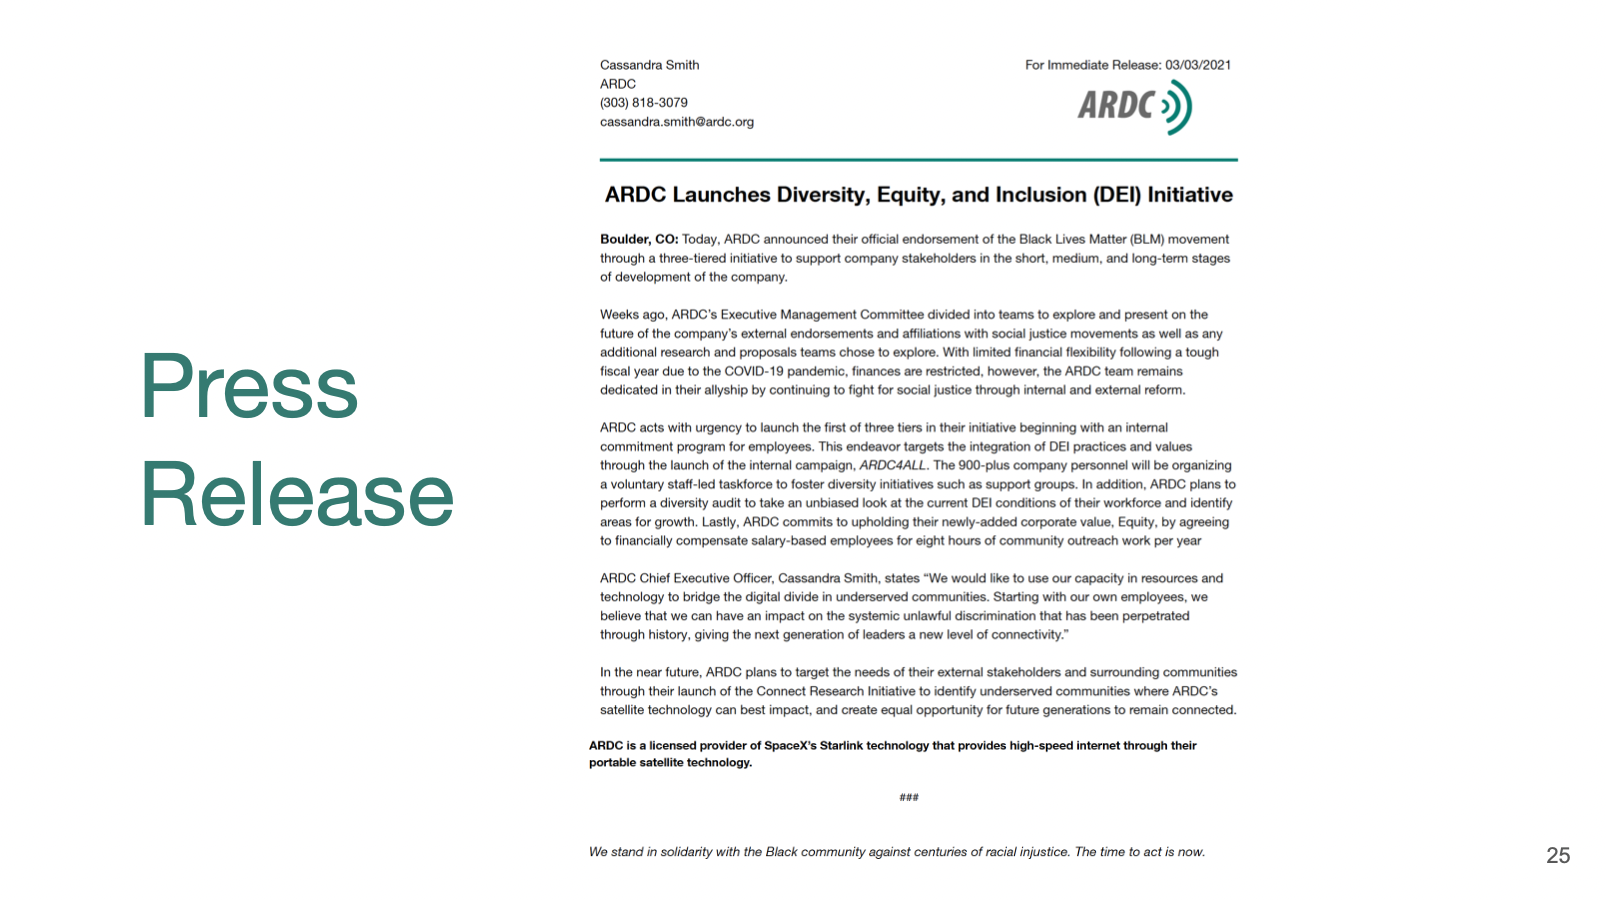 Press
Release
Cassandra Smith
ARDC
(303) 818-3079
cassandra.smith@ardc.org
For Immediate Release: 03/03/2021
ARDC
ARDC Launches Diversity, Equity, and Inclusion (DEI) Initiative
Boulder, CO: Today, ARDC announced their official endorsement of the Black Lives Matter (BLM) movement
through a three-tiered initiative to support company stakeholders in the short, medium, and long-term stages
of development of the company.
Weeks ago, ARDC's Executive Management Committee divided into teams to explore and present on the
future of the company's external endorsements and affiliations with social justice movements as well as any
additional research and proposals teams chose to explore. With limited financial flexibility following a tough
fiscal year due to the COVID-19 pandemic, finances are restricted, however, the ARDC team remains
dedicated in their allyship by continuing to fight for social justice through internal and external reform.
ARDC acts with urgency to launch the first of three tiers in their initiative beginning with an internal
commitment program for employees. This endeavor targets the integration of DEI practices and values
through the launch of the internal campaign, ARDC4ALL. The 900-plus company personnel will be organizing
a voluntary staff-led taskforce to foster diversity initiatives such as support groups. In addition, ARDC plans to
perform a diversity audit to take an unbiased look at the current DEI conditions of their workforce and identify
areas for growth. Lastly, ARDC commits to upholding their newly-added corporate value, Equity, by agreeing
to financially compensate salary-based employees for eight hours of community outreach work per year
ARDC Chief Executive Officer, Cassandra Smith, states “We would like to use our capacity in resources and
technology to bridge the digital divide in underserved communities. Starting with our own employees, we
believe that we can have an impact on the systemic unlawful discrimination that has been perpetrated
through history, giving the next generation of leaders a new level of connectivity.”
In the near future, ARDC plans to target the needs of their external stakeholders and surrounding communities
through their launch of the Connect Research Initiative to identify underserved communities where ARDC's
satellite technology can best impact, and create equal opportunity for future generations to remain connected.
ARDC is a licensed provider of SpaceX's Starlink technology that provides high-speed internet through their
portable satellite technology.
###
We stand in solidarity with the Black community against centuries of racial injustice. The time to act is now.
25